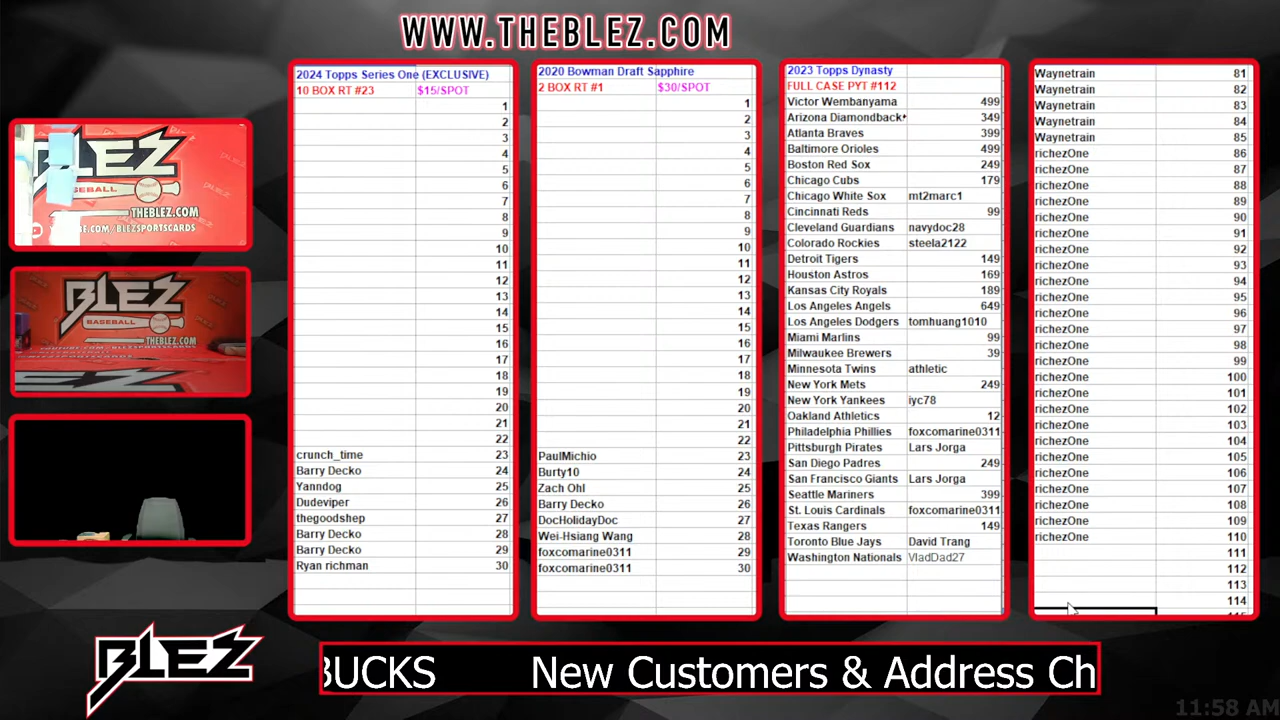 WWW.THEBLEZ.COM
BLEZ
BASEBALL
THEBLEZ.COM
BE.COM/BLEZSPORTSCARDS
BLEZ
BASEBALL
THEBLEZ.COM
2024 Topps Series One (EXCLUSIVE)
10 BOX RT #23 $15/SPOT
1
2
3
4
5
6
7
8
9
10
11
12
13
14
15
16
17
18
19
20
21
22
crunch_time 23
Barry Decko 24
Yanndog 25
Dudeviper 26
thegoodshep 27
Barry Decko 28
Barry Decko 29
Ryan richman 30
2020 Bowman Draft Sapphire
2 BOX RT #1 $30/SPOT
1
2
3
4
5
6
7
8
9
10
11
12
13
14
15
16
17
18
19
20
21
22
PaulMichio 23
Burty10 24
Zach Ohl 25
Barry Decko 26
DocHolidayDoc 27
Wei-Hsiang Wang 28
foxcomarine0311 29
foxcomarine0311 30
2023 Topps Dynasty
FULL CASE PYT #112
Victor Wembanyama 499
Arizona Diamondback 349
Atlanta Braves 399
Baltimore Orioles 499
Boston Red Sox 249
Chicago Cubs 179
Chicago White Sox mt2marc1
Cincinnati Reds 99
Cleveland Guardians navydoc28
Colorado Rockies steela2122
Detroit Tigers 149
Houston Astros 169
Kansas City Royals 189
Los Angeles Angels 649
Los Angeles Dodgers tomhuang1010
Miami Marlins 99
Milwaukee Brewers 39
Minnesota Twins athletic
New York Mets 249
New York Yankees iyc78
Oakland Athletics 12
Philadelphia Phillies foxcomarine0311
Pittsburgh Pirates Lars Jorga
San Diego Padres 249
San Francisco Giants Lars Jorga
Seattle Mariners 399
St. Louis Cardinals foxcomarine0311
Texas Rangers 149
Toronto Blue Jays David Trang
Washington Nationals VladDad27
Waynetrain 81
Waynetrain 82
Waynetrain 83
Waynetrain 84
Waynetrain 85
richezOne 86
richezOne 87
richezOne 88
richezOne 89
richezOne 90
richezOne 91
richezOne 92
richezOne 93
richezOne 94
richezOne 95
richezOne 96
richezOne 97
richezOne 98
richezOne 99
richezOne 100
richezOne 101
richezOne 102
richezOne 103
richezOne 104
richezOne 105
richezOne 106
richezOne 107
richezOne 108
richezOne 109
richezOne 110
111
112
113
114
BLEZ
BUCKS New Customers & Address Ch
11:58 AM